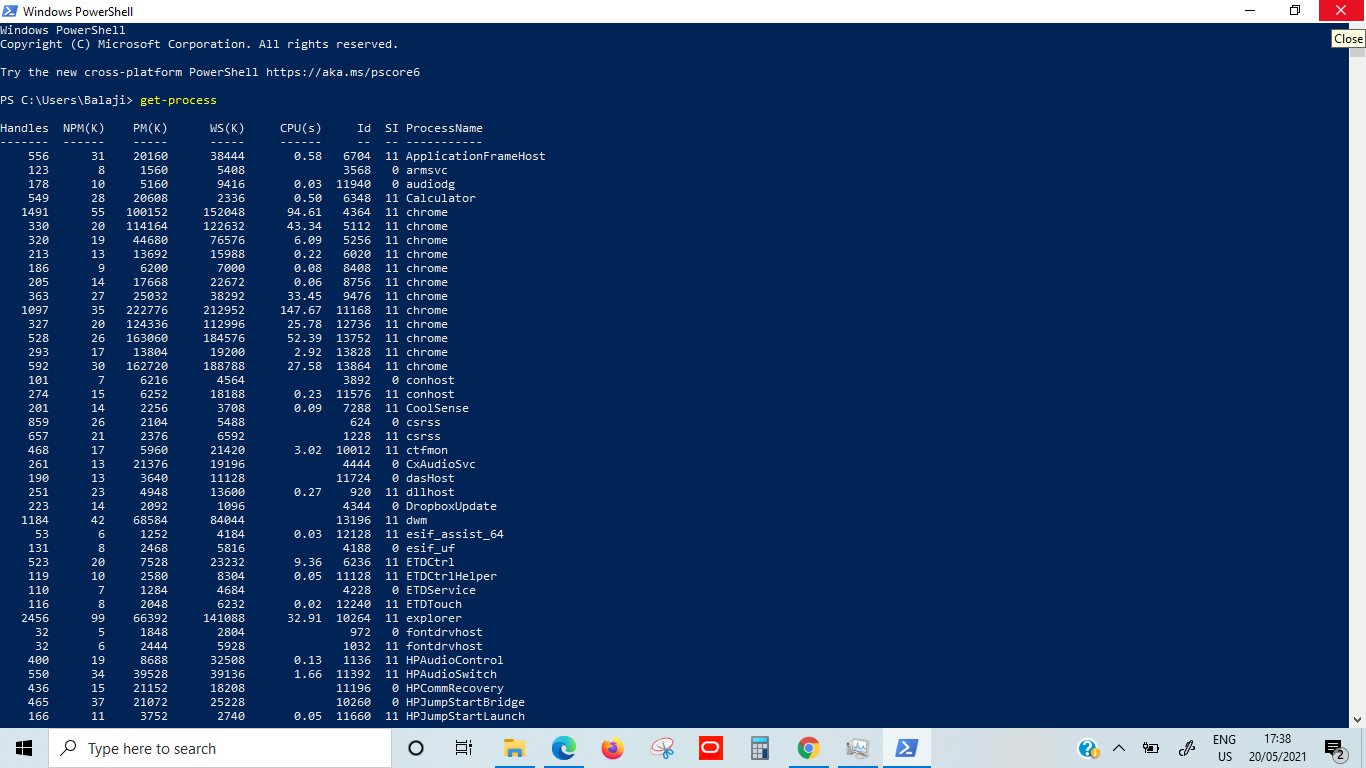 Windows PowerShell
Close
Windows PowerShell
Copyright (C) Microsoft Corporation. All rights reserved.
Try the new cross-platform PowerShell https://aka.ms/pscore6
PS C:\Users\Balaji> get-process
Handles  NPM(K)    PM(K)      WS(K)     CPU(s)     Id  SI ProcessName
-------  ------    -----      -----     ------     --  -- -----------
    556      31    20160      38444       0.58   6704  11 ApplicationFrameHost
    123       8     1560       5408              3568   0 armsvc
    178      10     5160       9416       0.03  11940   0 audiodg
    549      28    20608       2336       0.50   6348  11 Calculator
   1491      55   100152     152048      94.61   4364  11 chrome
    330      20   114164     122632      43.34   5112  11 chrome
    320      19    44680      76576       6.09   5256  11 chrome
    213      13    13692      15988       0.22   6020  11 chrome
    186       9     6200       7000       0.08   8408  11 chrome
    205      14    17668      22672       0.06   8756  11 chrome
    363      27    25032      38292      33.45   9476  11 chrome
   1097      35   222776     212952     147.67  11168  11 chrome
    327      20   124336     112996      25.78  12736  11 chrome
    528      26   163060     184576      52.39  13752  11 chrome
    293      17    13804      19200       2.92  13828  11 chrome
    592      30   162720     188788      27.58  13864  11 chrome
    101       7     6216       4564              3892   0 conhost
    274      15     6252      18188       0.23  11576  11 conhost
    201      14     2256       3708       0.09   7288  11 CoolSense
    859      26     2104       5488               624   0 csrss
    657      21     2376       6592              1228  11 csrss
    468      17     5960      21420       3.02  10012  11 ctfmon
    261      13    21376      19196              4444   0 CxAudioSvc
    190      13     3640      11128             11724   0 dasHost
    251      23     4948      13600       0.27    920  11 dllhost
    223      14     2092       1096              4344   0 DropboxUpdate
   1184      42    68584      84044             13196  11 dwm
     53       6     1252       4184       0.03  12128  11 esif_assist_64
    131       8     2468       5816              4188   0 esif_uf
    523      20     7528      23232       9.36   6236  11 ETDCtrl
    119      10     2580       8304       0.05  11128  11 ETDCtrlHelper
    110       7     1284       4684              4228   0 ETDService
    116       8     2048       6232       0.02  12240  11 ETDTouch
   2456      99    66392     141088      32.91  10264  11 explorer
     32       5     1848       2804               972   0 fontdrvhost
     32       6     2444       5928              1032  11 fontdrvhost
    400      19     8688      32508       0.13   1136  11 HPAudioControl
    550      34    39528      39136       1.66  11392  11 HPAudioSwitch
    436      15    21152      18208             11196   0 HPCommRecovery
    465      37    21072      25228             10260   0 HPJumpStartBridge
    166      11     3752       2740       0.05  11660  11 HPJumpStartLaunch
Type here to search
ENG
US
17:38
20/05/2021
2